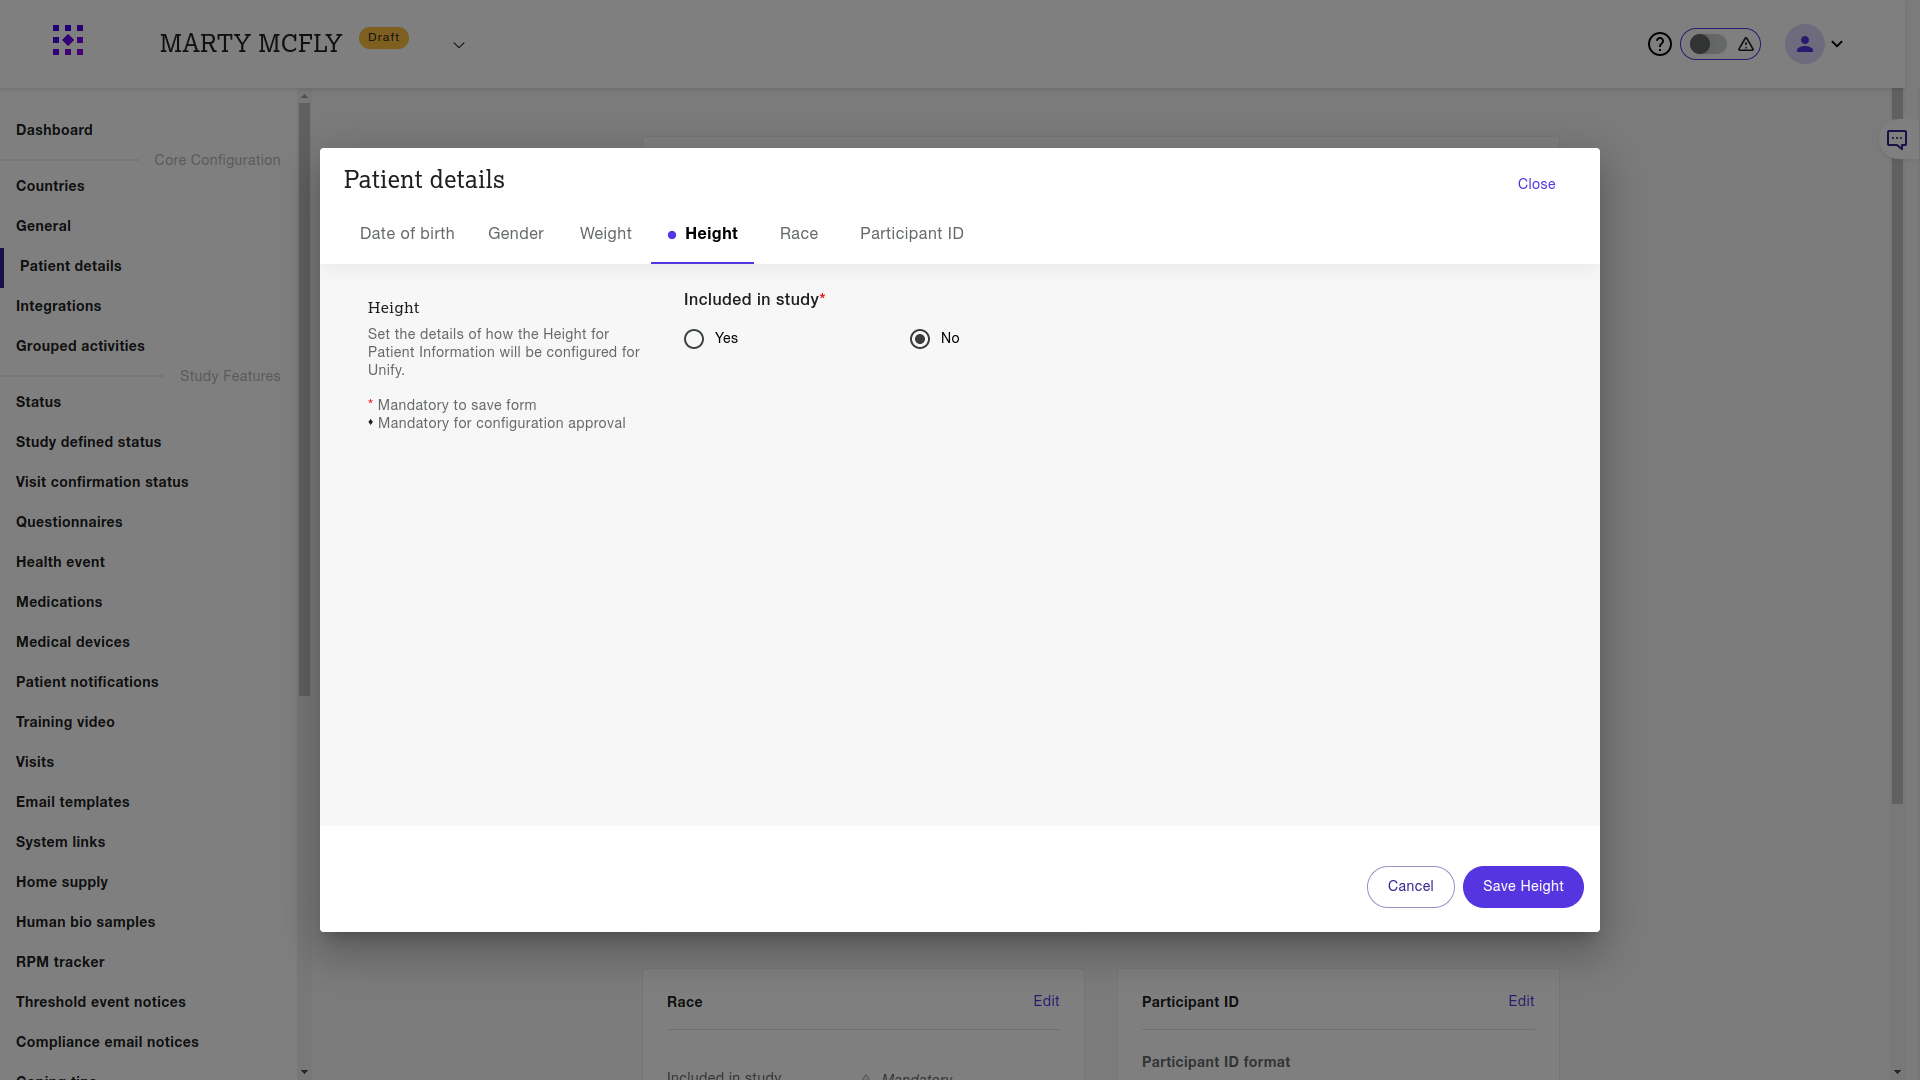 MARTY MCFLY
Draft
Dashboard
Core Configuration
Countries
General
Patient details
Integrations
Grouped activities
Study Features
Status
Study defined status
Visit confirmation status
Questionnaires
Health event
Medications
Medical devices
Patient notifications
Training video
Visits
Email templates
System links
Home supply
Human bio samples
RPM tracker
Threshold event notices
Compliance email notices
Patient details
Close
Date of birth
Gender
Weight
Height
Race
Participant ID
Height
Set the details of how the Height for
Patient Information will be configured for
Unify.
* Mandatory to save form
♦ Mandatory for configuration approval
Included in study*
Yes
No
Cancel
Save Height
Race
Edit
Included in study
Mandatory
Participant ID
Edit
Participant ID format